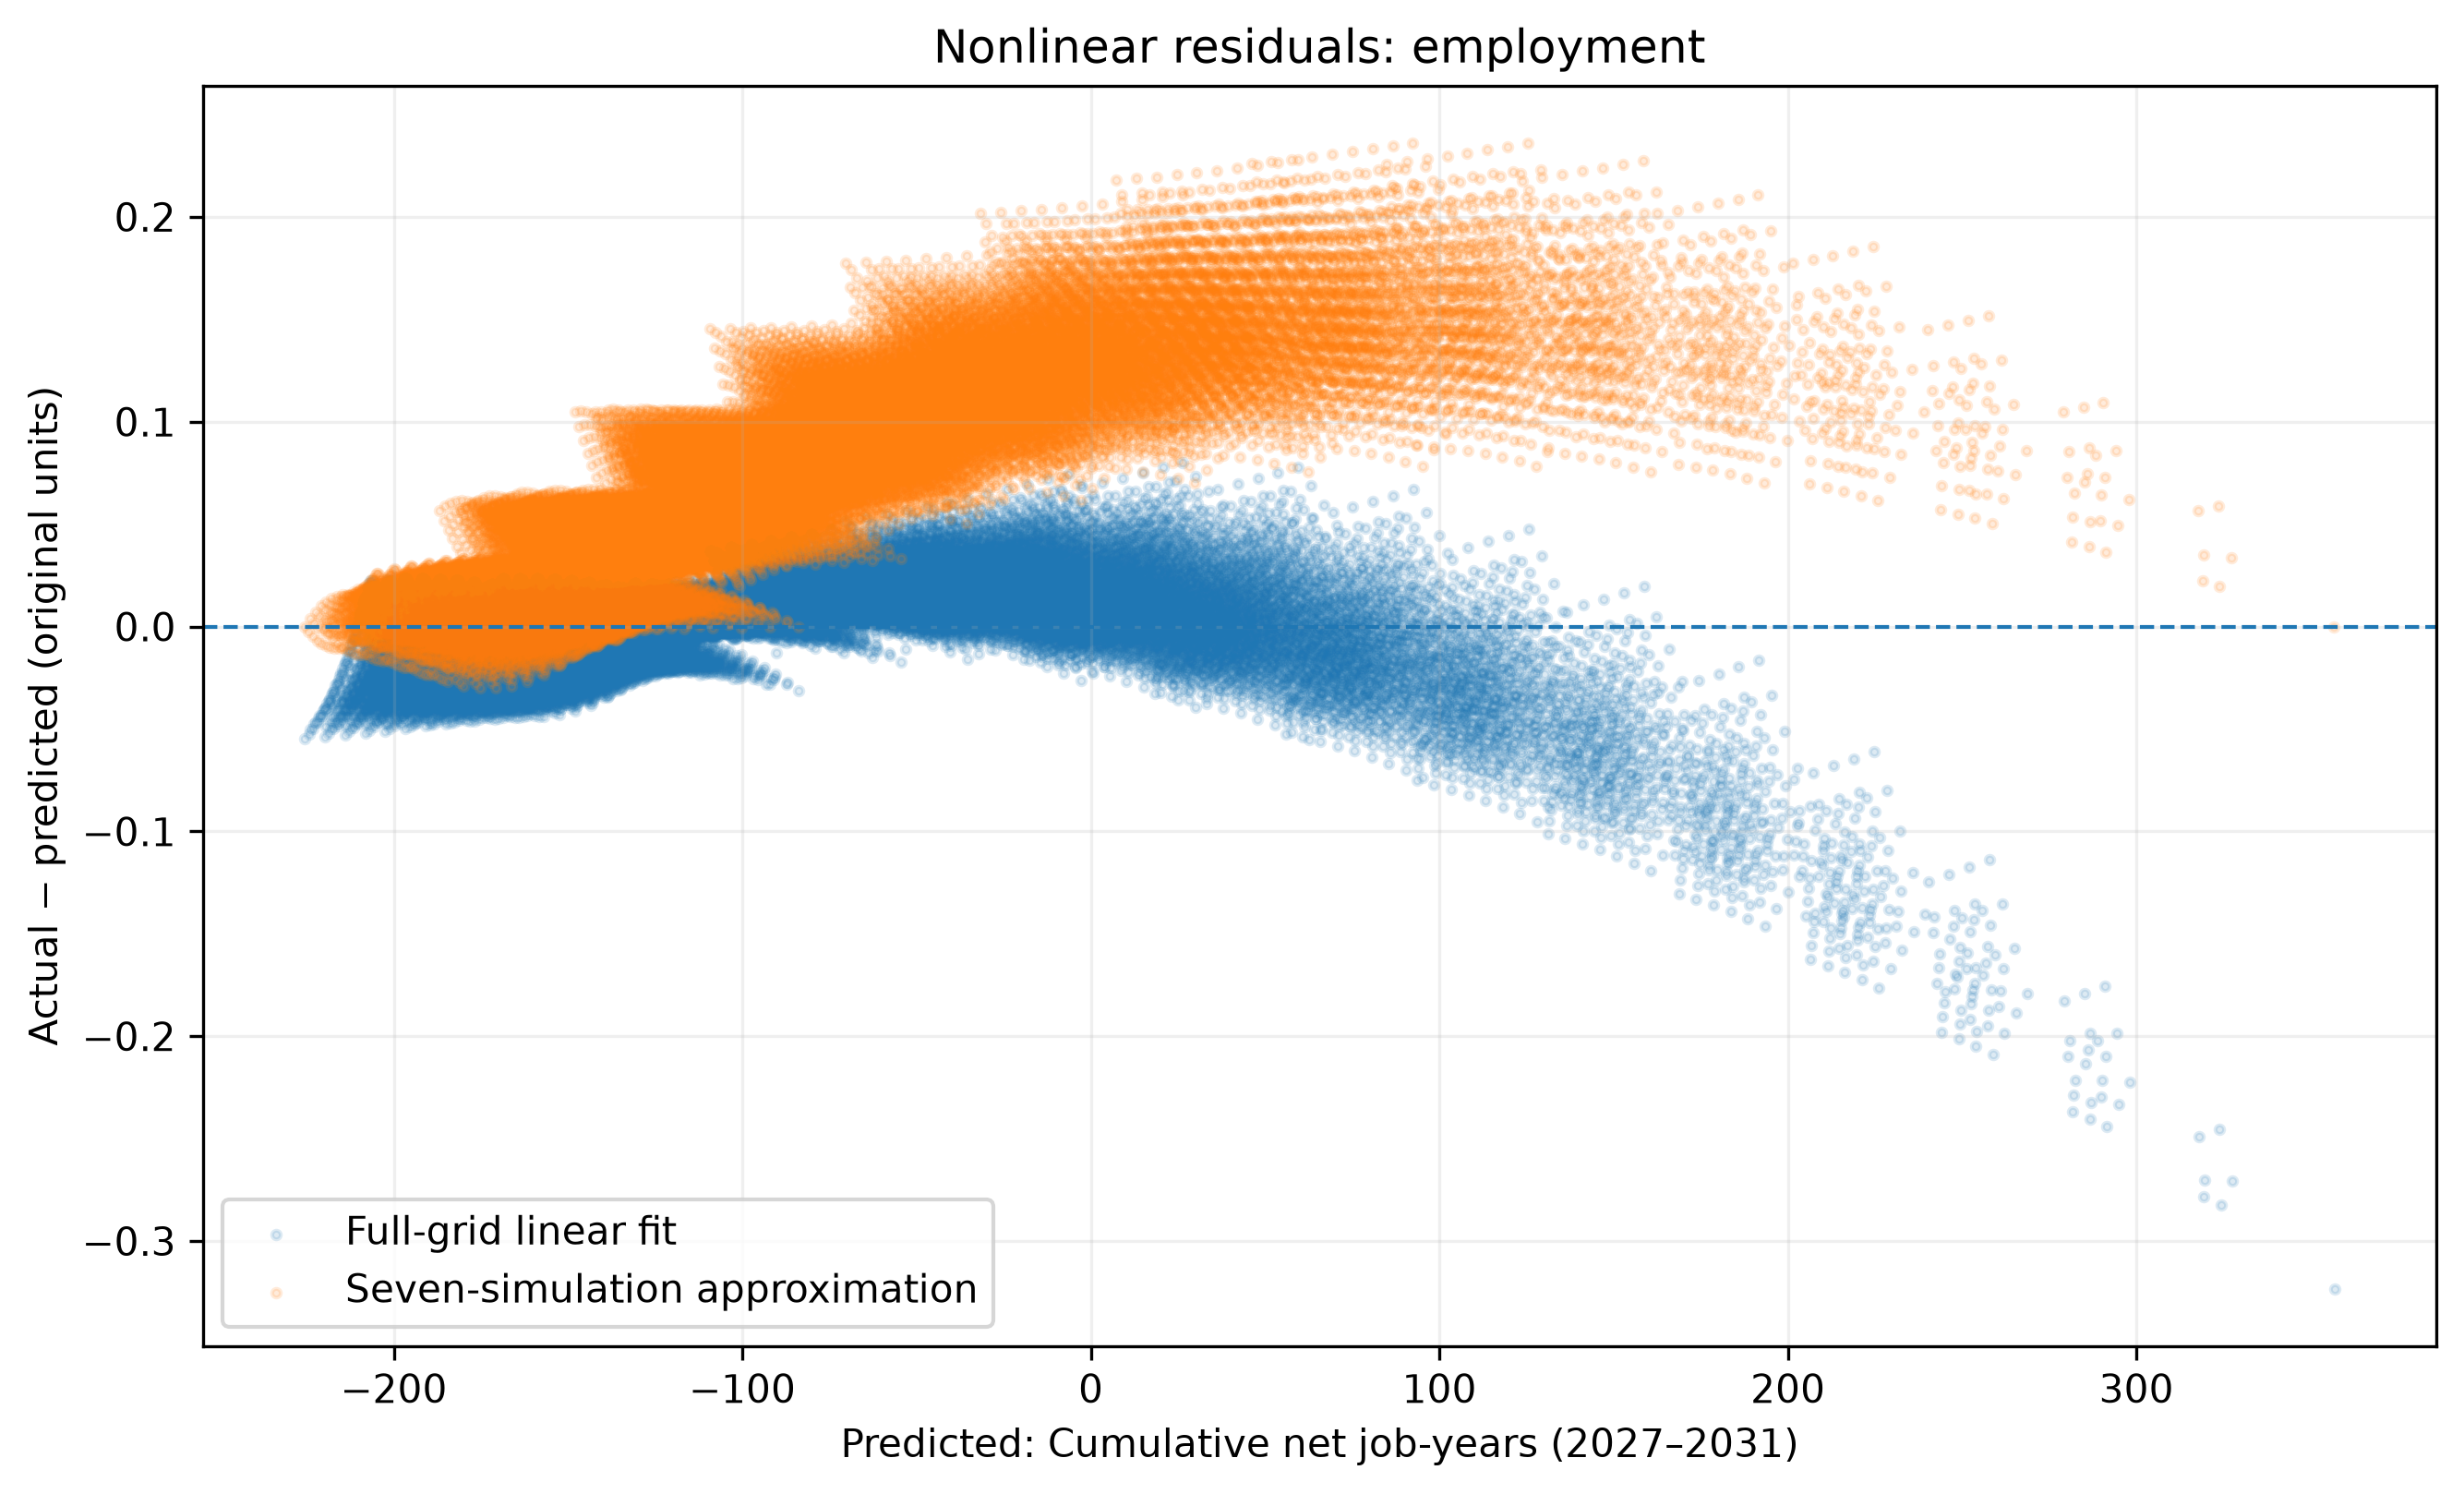 Nonlinear residuals: employment
Actual − predicted (original units)
0.2
0.1
0.0
−0.1
−0.2
−0.3
Full-grid linear fit
Seven-simulation approximation
−200
−100
0
100
200
300
Predicted: Cumulative net job-years (2027–2031)